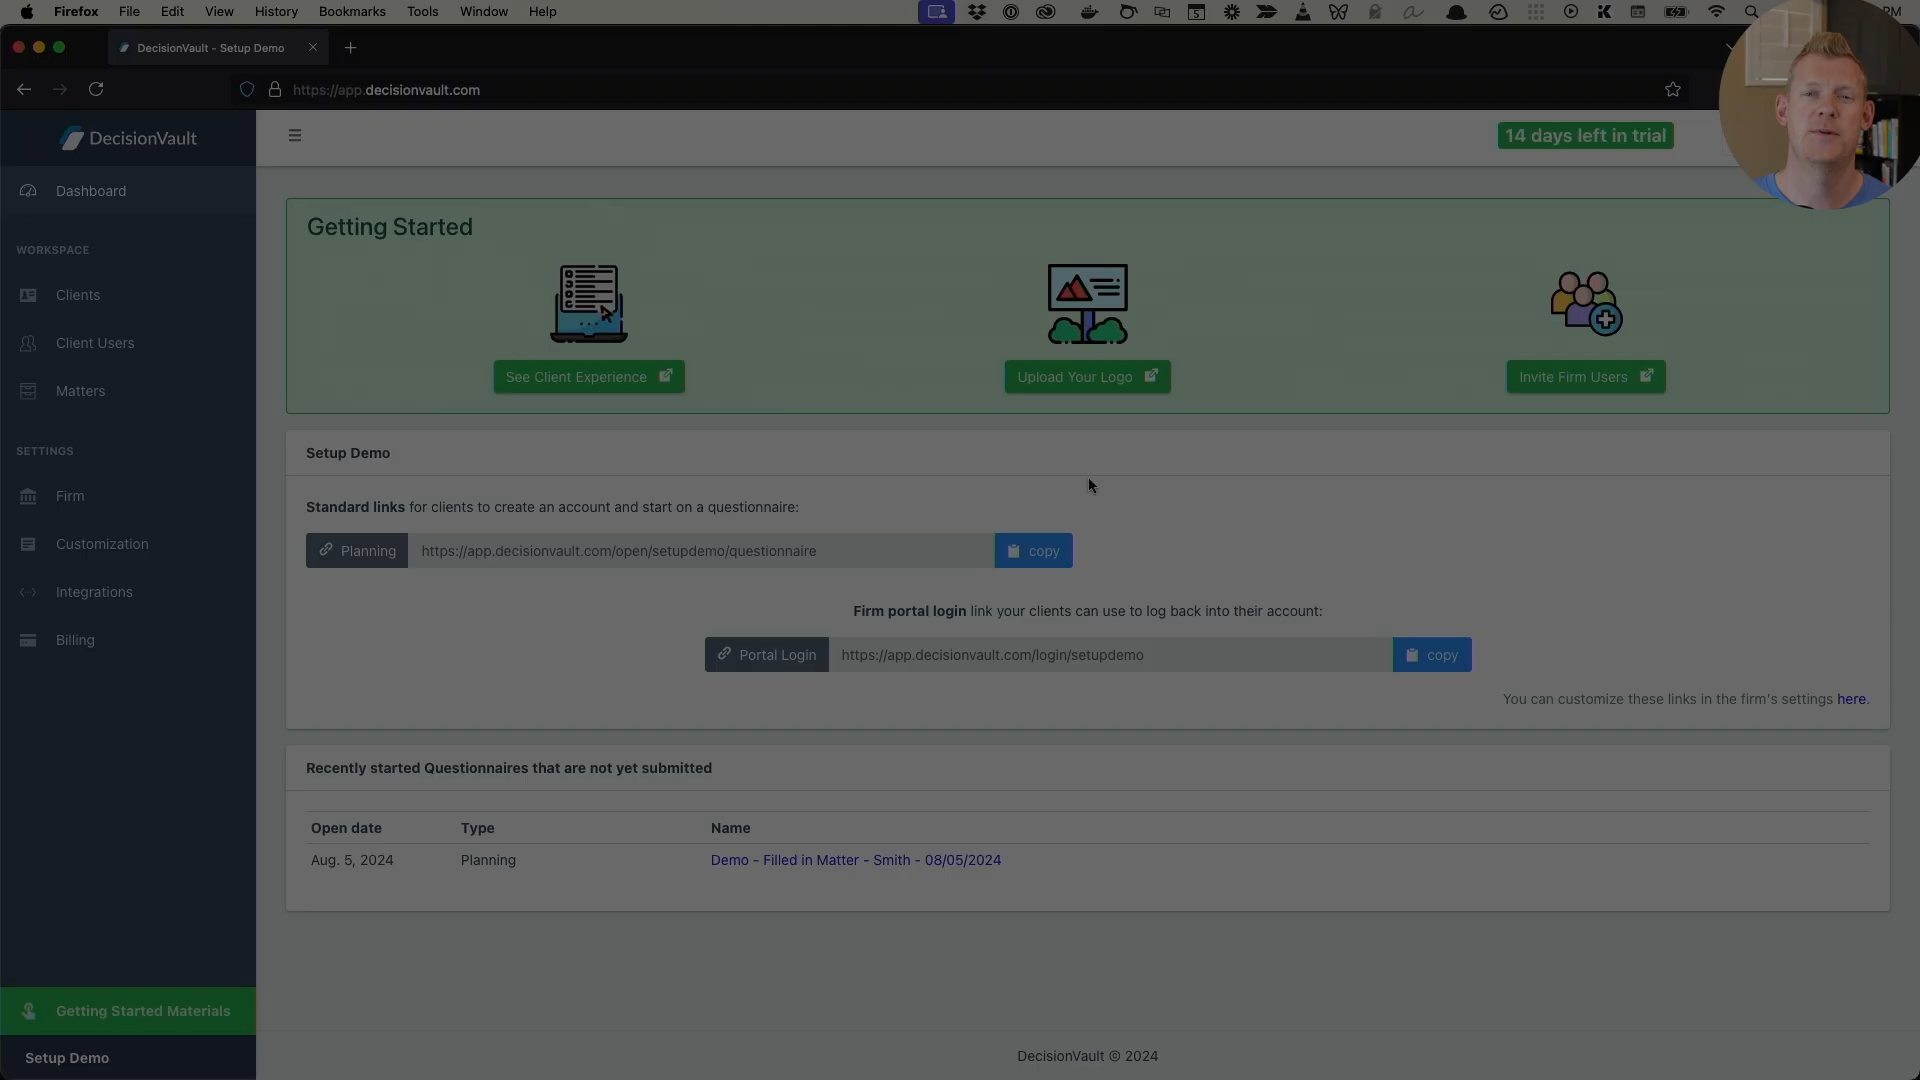 Firefox File Edit View History Bookmarks Tools Window Help
PM
DecisionVault - Setup Demo
https://app.decisionvault.com
DecisionVault
14 days left in trial
Dashboard
WORKSPACE
Clients
Client Users
Matters
SETTINGS
Firm
Customization
Integrations
Billing
Getting Started Materials
Setup Demo
Getting Started
See Client Experience
Upload Your Logo
Invite Firm Users
Setup Demo
Standard links for clients to create an account and start on a questionnaire:
Planning https://app.decisionvault.com/open/setupdemo/questionnaire copy
Firm portal login link your clients can use to log back into their account:
Portal Login https://app.decisionvault.com/login/setupdemo copy
You can customize these links in the firm's settings here.
Recently started Questionnaires that are not yet submitted
Open date Type Name
Aug. 5, 2024 Planning Demo - Filled in Matter - Smith - 08/05/2024
DecisionVault © 2024